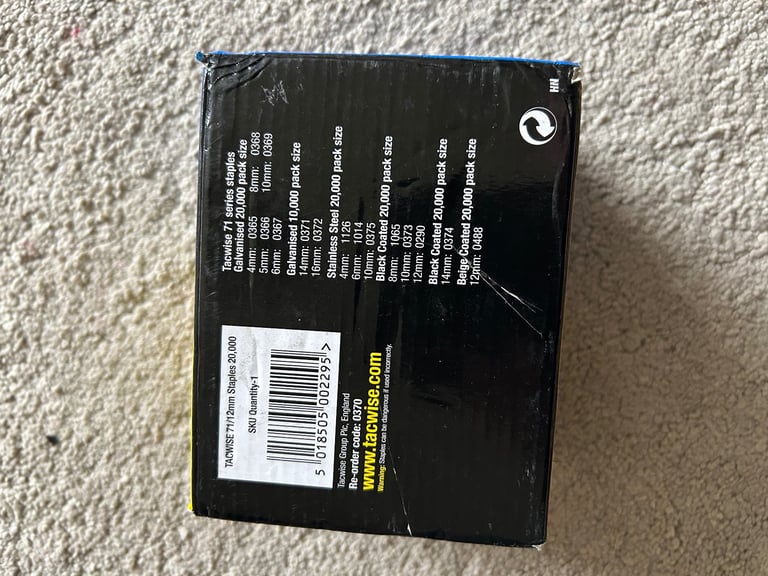 Tacwise 71 series staples
Galvanised 20,000 pack size
4mm: 0365 8mm: 0368
5mm: 0366 10mm: 0369
6mm: 0367
Galvanised 10,000 pack size
14mm: 0371
16mm: 0372
Stainless Steel 20,000 pack size
4mm: 1126
6mm: 1014
10mm: 0375
Black Coated 20,000 pack size
8mm: 1065
10mm: 0373
12mm: 0290
Black Coated 20,000 pack size
14mm: 0374
Beige Coated 20,000 pack size
12mm: 0488
HN
TACWISE 71/12mm Staples 20,000
SKU Quantity-1
5 018505 002295 >
Tacwise Group Plc, England
Re-order code: 0370
www.tacwise.com
Warning: Staples can be dangerous if used incorrectly.